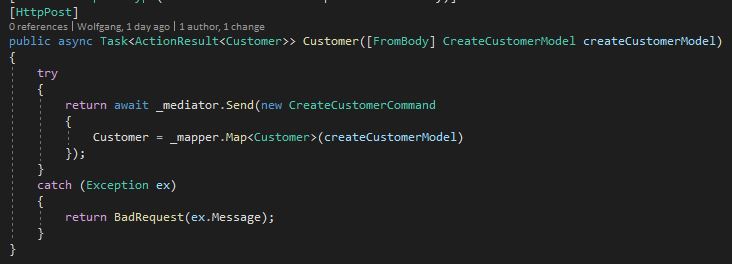 [HttpPost]
0 references | Wolfgang, 1 day ago | 1 author, 1 change
public async Task<ActionResult<Customer>> Customer([FromBody] CreateCustomerModel createCustomerModel)
{
    try
    {
        return await _mediator.Send(new CreateCustomerCommand
        {
            Customer = _mapper.Map<Customer>(createCustomerModel)
        });
    }
    catch (Exception ex)
    {
        return BadRequest(ex.Message);
    }
}